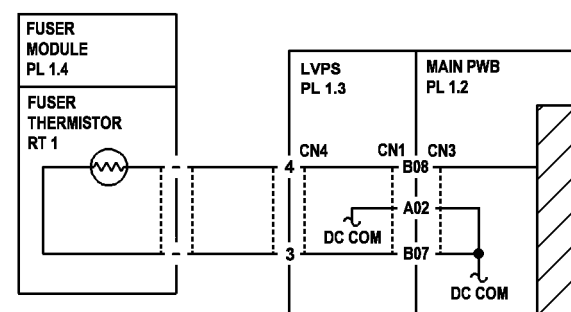 FUSER
MODULE
PL 1.4
FUSER
THERMISTOR
RT 1
LVPS
PL 1.3
MAIN PWB
PL 1.2
4
CN4
CN1
B08
CN3
A02
DC COM
3
B07
DC COM